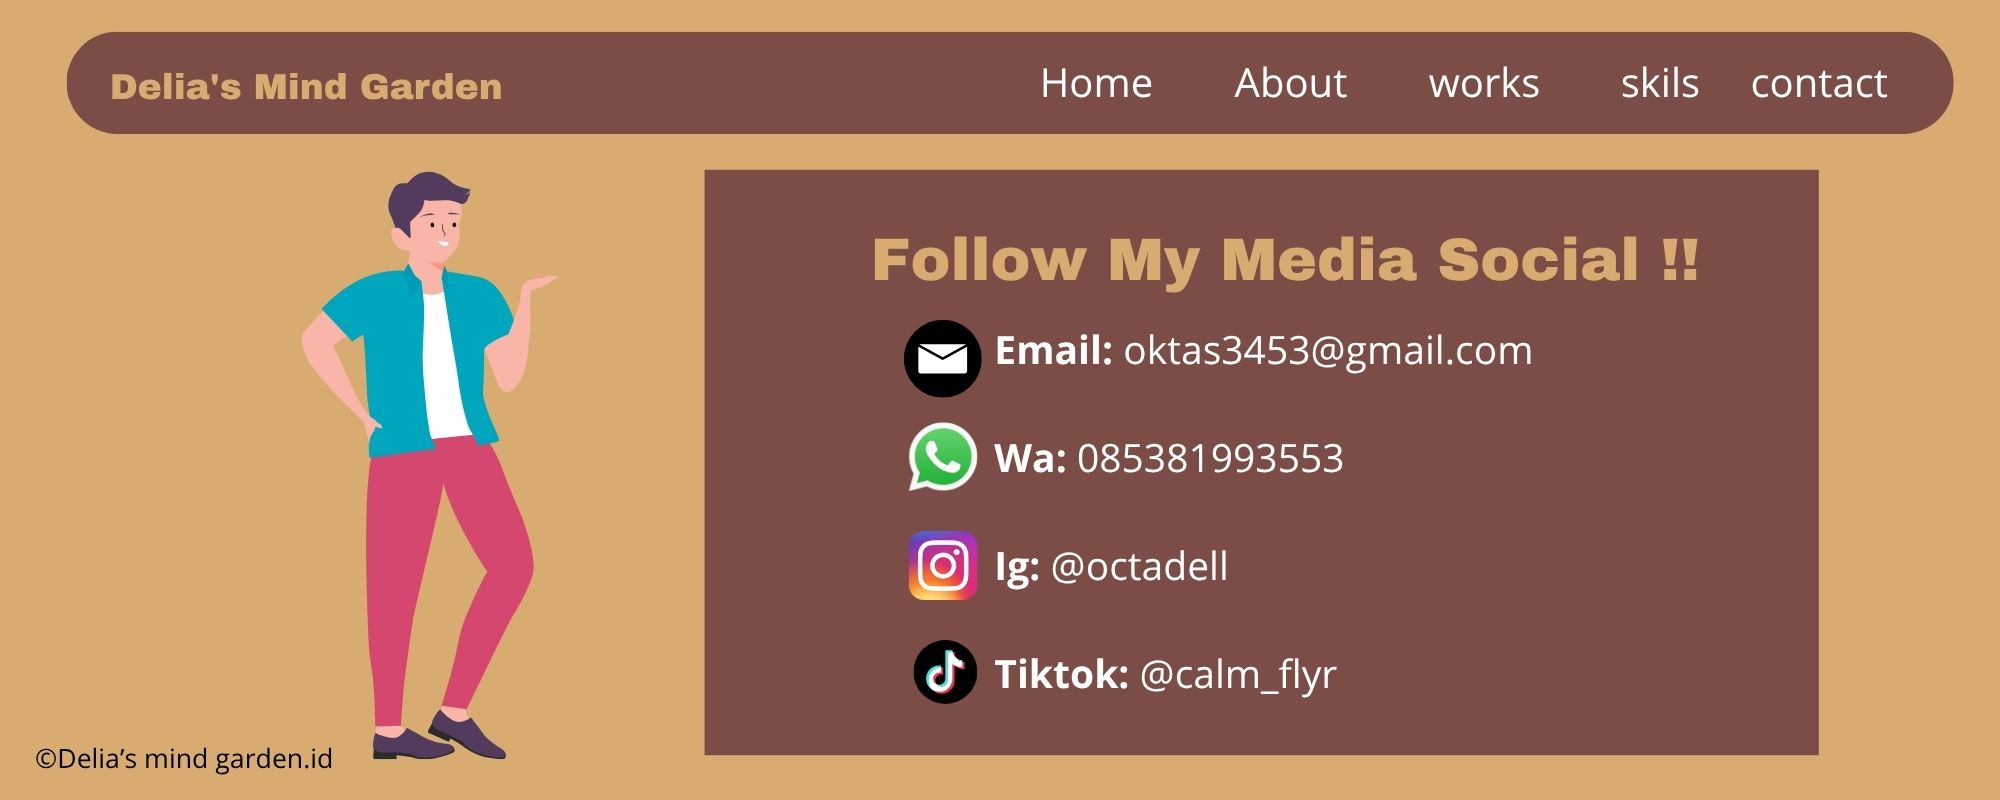 Delia's Mind Garden
Home About works skils contact
Follow My Media Social !!
Email: oktas3453@gmail.com
Wa: 085381993553
Ig: @octadell
Tiktok: @calm_flyr
©Delia’s mind garden.id